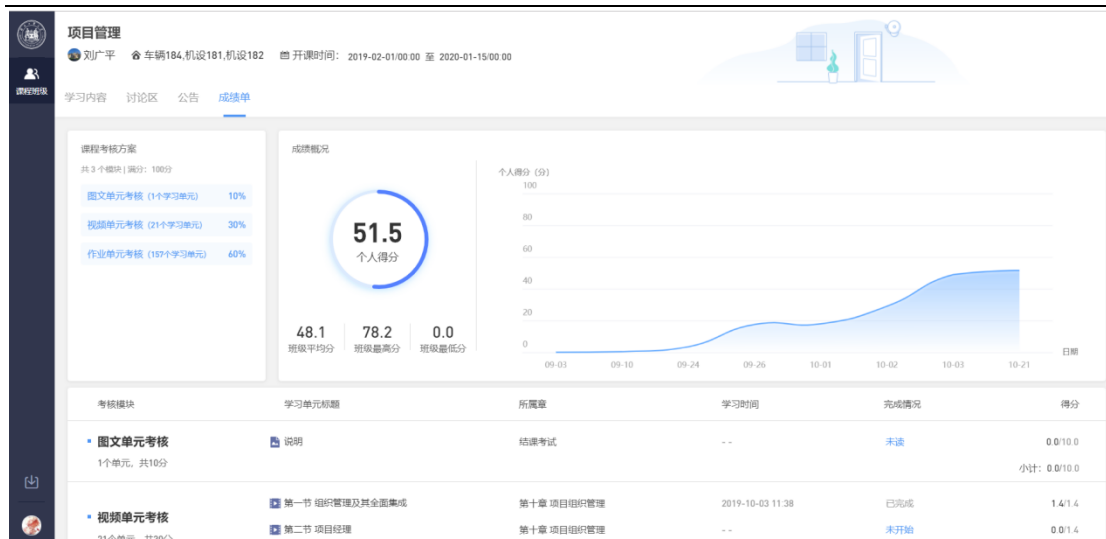 项目管理
刘广平 车辆184,机设181,机设182 开课时间： 2019-02-01/00:00 至 2020-01-15/00:00
课程班级
学习内容 讨论区 公告 成绩单
课程考核方案
共 3 个模块 | 满分：100分
图文单元考核 (1个学习单元) 10%
视频单元考核 (21个学习单元) 30%
作业单元考核 (157个学习单元) 60%
成绩概况
51.5
个人得分
48.1 78.2 0.0
班级平均分 班级最高分 班级最低分
个人得分（分）
100
80
60
40
20
0
日期
09-03 09-10 09-24 09-26 10-01 10-02 10-03 10-21
考核模块 学习单元标题 所属章 学习时间 完成情况 得分
图文单元考核 说明 结课考试 -- 未读 0.0/10.0
1个单元，共10分
小计：0.0/10.0
第一节 组织管理及其全面集成 第十章 项目组织管理 2019-10-03 11:38 已完成 1.4/1.4
视频单元考核
第二节 项目经理 第十章 项目组织管理 -- 未开始 0.0/1.4
21个单元，共30分